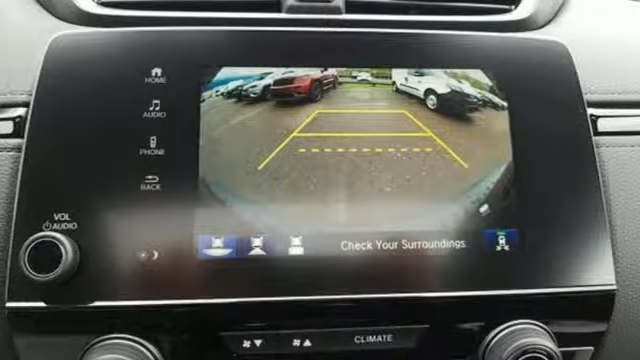 HOME
AUDIO
PHONE
BACK
VOL
AUDIO
Check Your Surroundings
CLIMATE